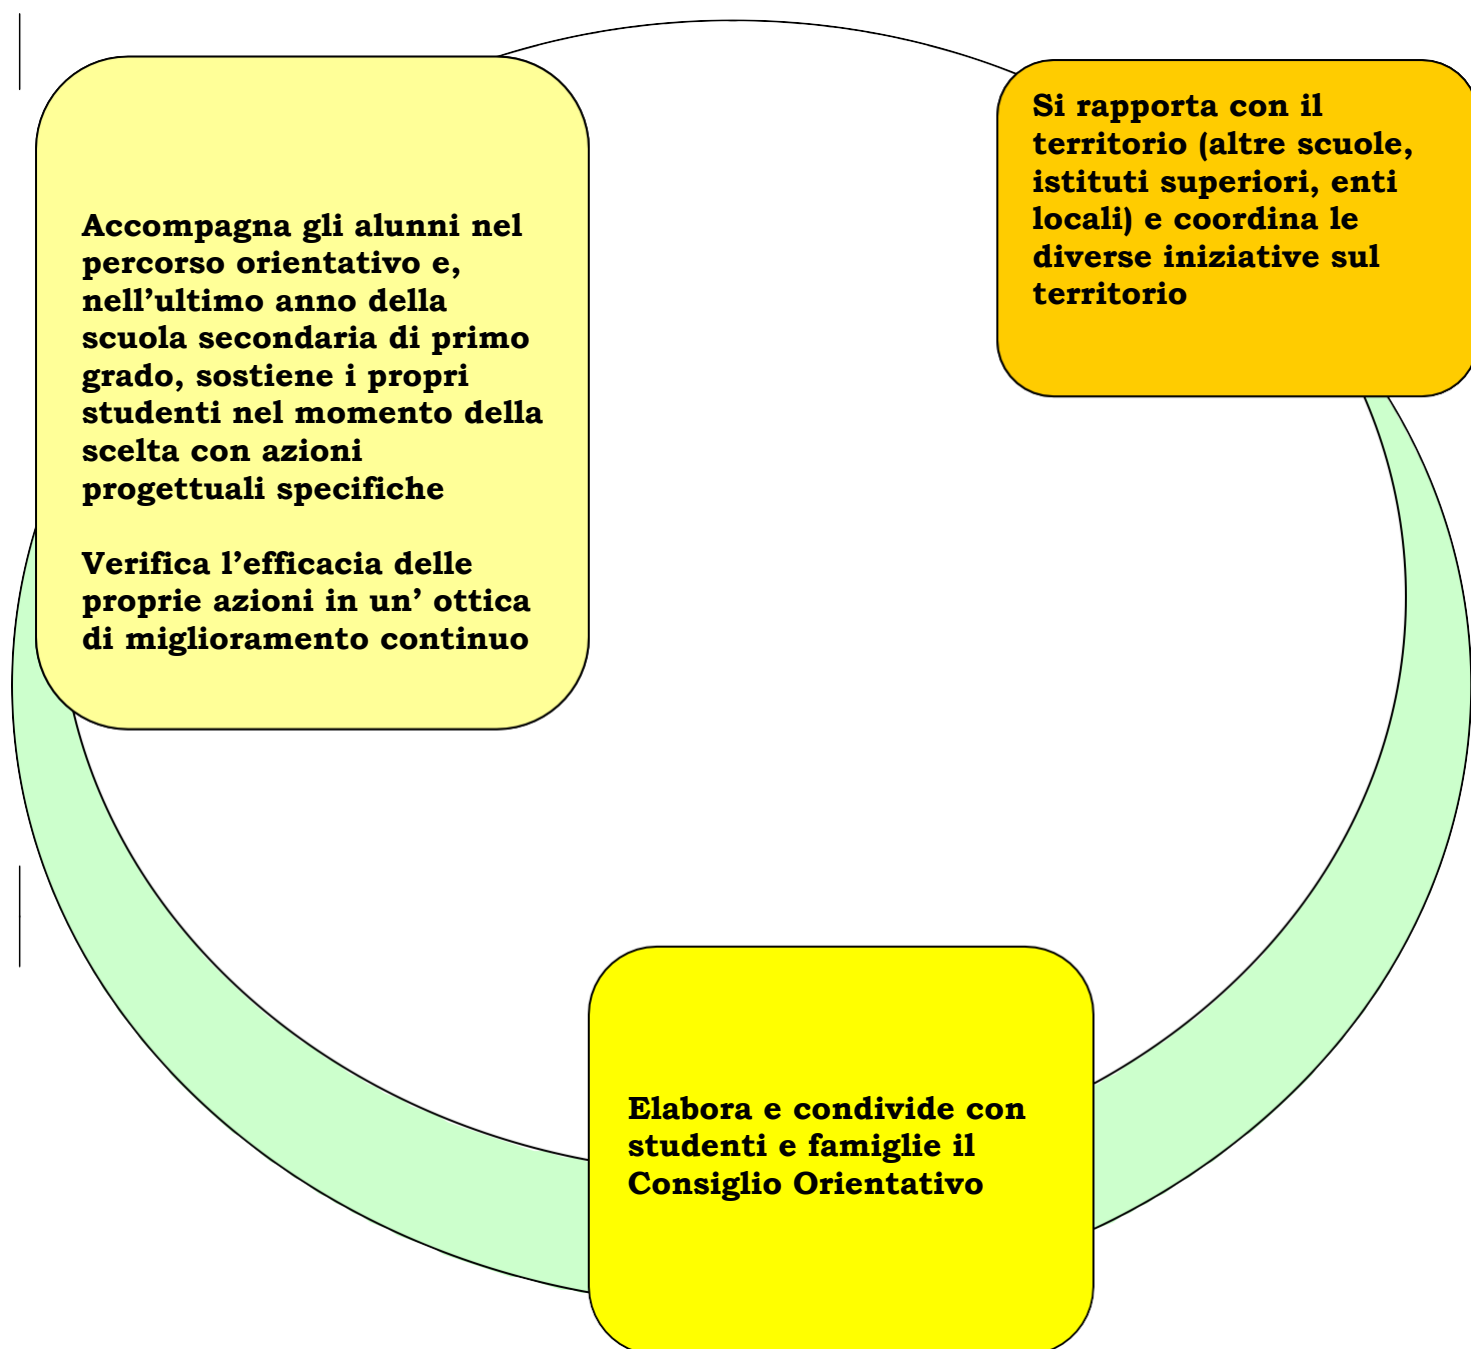 Accompagna gli alunni nel
percorso orientativo e,
nell’ultimo anno della
scuola secondaria di primo
grado, sostiene i propri
studenti nel momento della
scelta con azioni
progettuali specifiche
Verifica l’efficacia delle
proprie azioni in un’ ottica
di miglioramento continuo
Si rapporta con il
territorio (altre scuole,
istituti superiori, enti
locali) e coordina le
diverse iniziative sul
territorio
Elabora e condivide con
studenti e famiglie il
Consiglio Orientativo